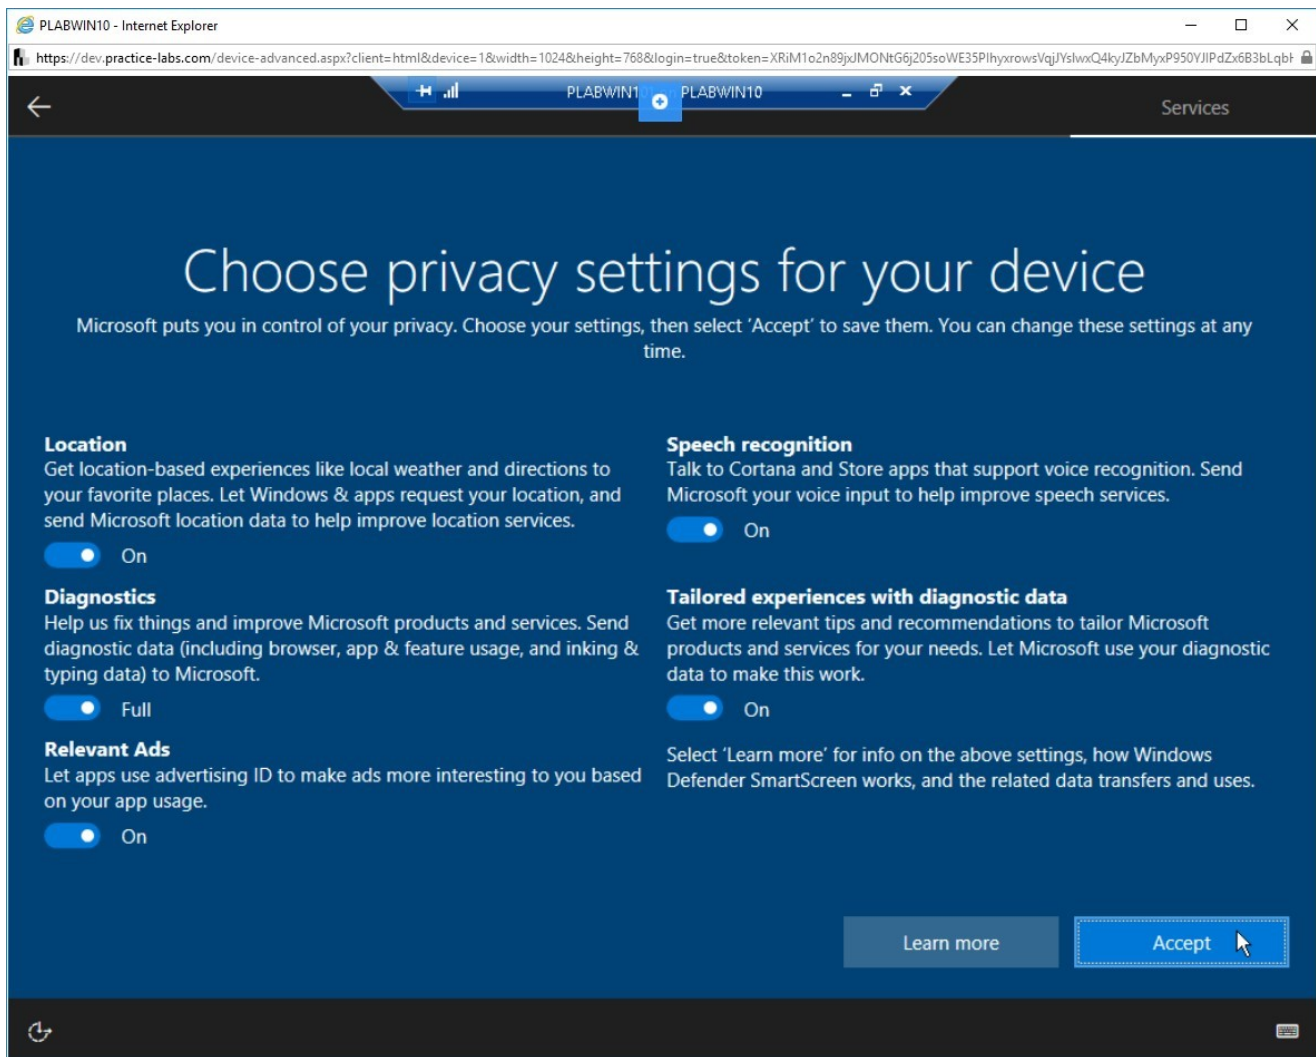 PLABWIN10 - Internet Explorer
https://dev.practice-labs.com/device-advanced.aspx?client=html&device=1&width=1024&height=768&login=true&token=
PLABWIN10 PLABWIN10
Services
Choose privacy settings for your device
Microsoft puts you in control of your privacy. Choose your settings, then select ‘Accept’ to save them. You can change these settings at any
time.
Location
Get location-based experiences like local weather and directions to
your favorite places. Let Windows & apps request your location, and
send Microsoft location data to help improve location services.
On
Diagnostics
Help us fix things and improve Microsoft products and services. Send
diagnostic data (including browser, app & feature usage, and inking &
typing data) to Microsoft.
Full
Relevant Ads
Let apps use advertising ID to make ads more interesting to you based
on your app usage.
On
Speech recognition
Talk to Cortana and Store apps that support voice recognition. Send
Microsoft your voice input to help improve speech services.
On
Tailored experiences with diagnostic data
Get more relevant tips and recommendations to tailor Microsoft
products and services for your needs. Let Microsoft use your diagnostic
data to make this work.
On
Select ‘Learn more’ for info on the above settings, how Windows
Defender SmartScreen works, and the related data transfers and uses.
Learn more
Accept